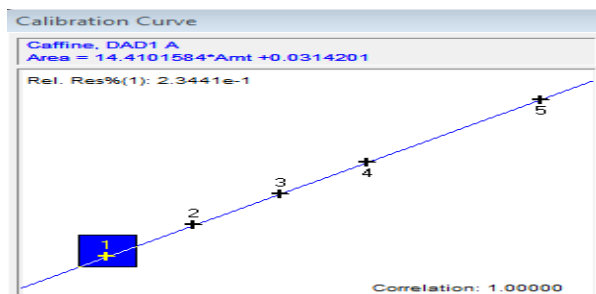 Calibration Curve
Caffine, DAD1 A
Area = 14.4101584*Amt +0.0314201
Rel. Res%(1): 2.3441e-1
5
4
3
2
1
Correlation: 1.00000